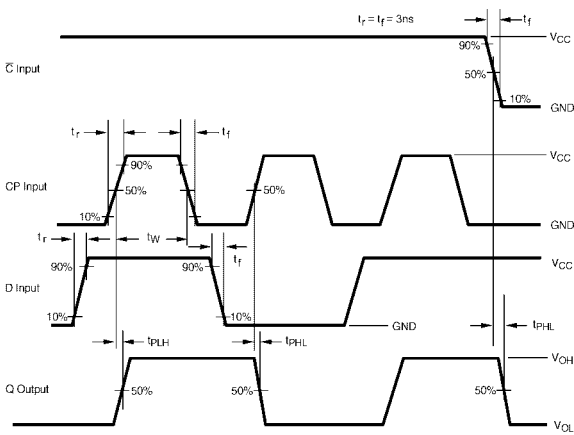 tr = tf = 3ns
tf
VCC
90%
C̅ Input
50%
10%
GND
tr
tf
VCC
90%
CP Input
50%
50%
10%
GND
tr
tW
tf
VCC
90%
90%
D Input
10%
10%
GND
tPLH
tPHL
tPHL
VOH
Q Output
50%
50%
50%
VOL